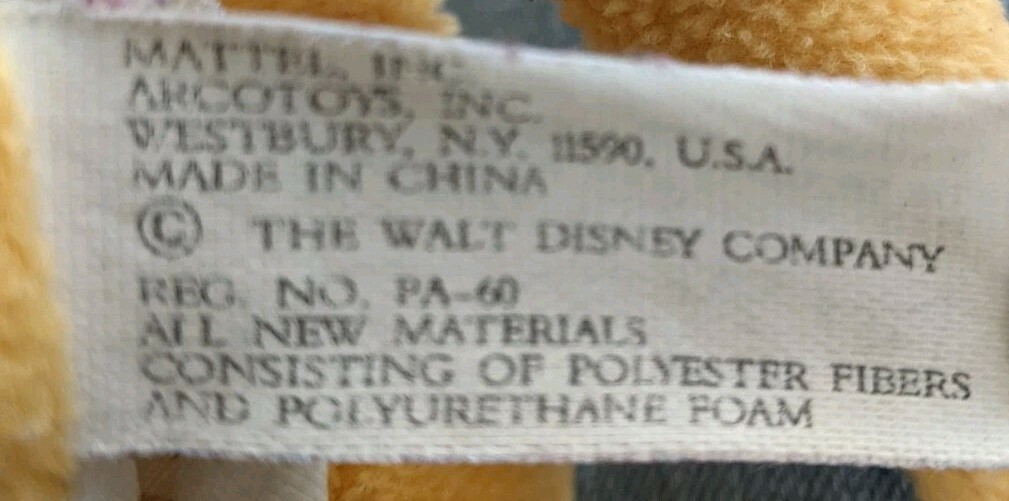 MATTEL, INC.
ARCOTOYS, INC.
WESTBURY, N.Y. 11590. U.S.A.
MADE IN CHINA
© THE WALT DISNEY COMPANY
REG. NO. PA-60
ALL NEW MATERIALS
CONSISTING OF POLYESTER FIBERS
AND POLYURETHANE FOAM